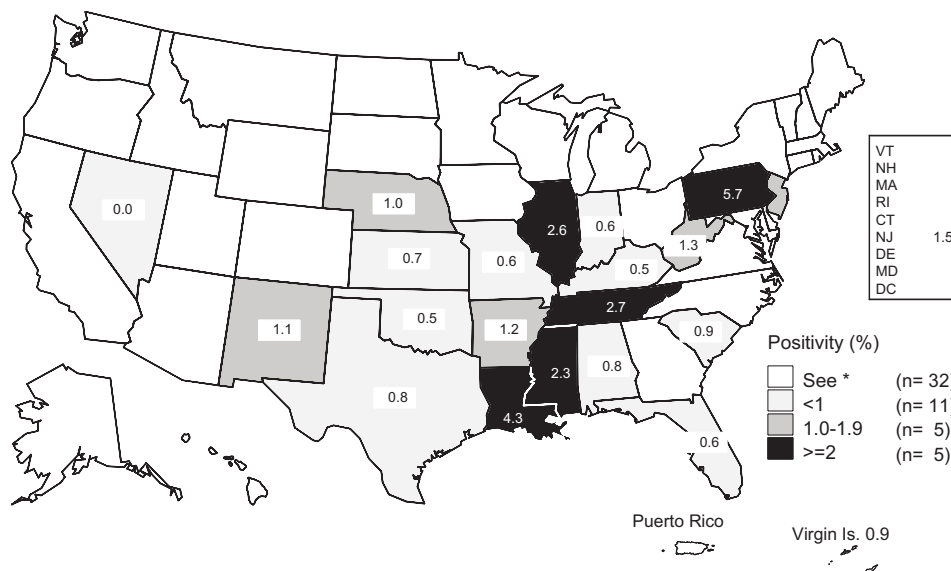 0.0
1.0
0.7
0.6
2.6
0.6
5.7
1.3
0.5
1.1
0.5
1.2
2.7
0.9
2.3
0.8
0.8
4.3
0.6
VT
NH
MA
RI
CT
NJ 1.5
DE
MD
DC
Positivity (%)
See * (n= 32)
<1 (n= 11)
1.0-1.9 (n= 5)
>=2 (n= 5)
Puerto Rico
Virgin Is. 0.9